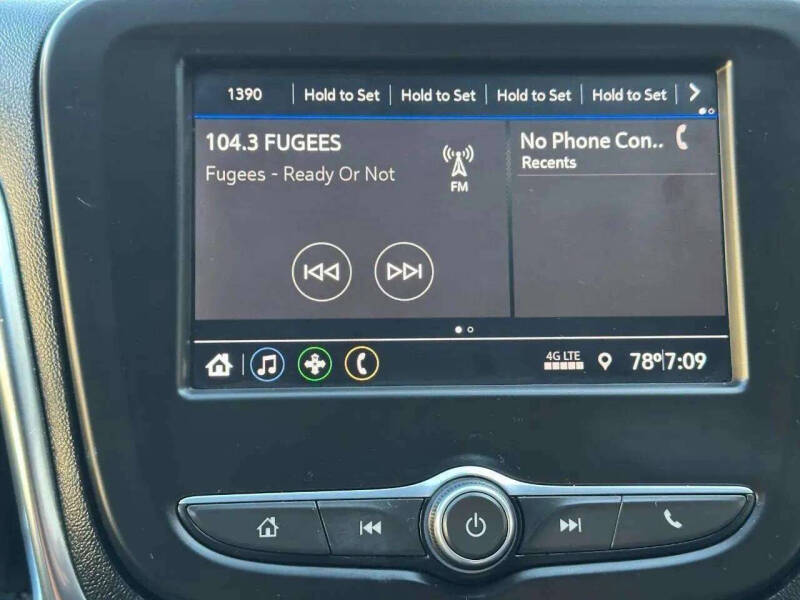 1390 Hold to Set Hold to Set Hold to Set Hold to Set
104.3 FUGEES
Fugees - Ready Or Not
FM
No Phone Con..
Recents
4G LTE
78° 7:09